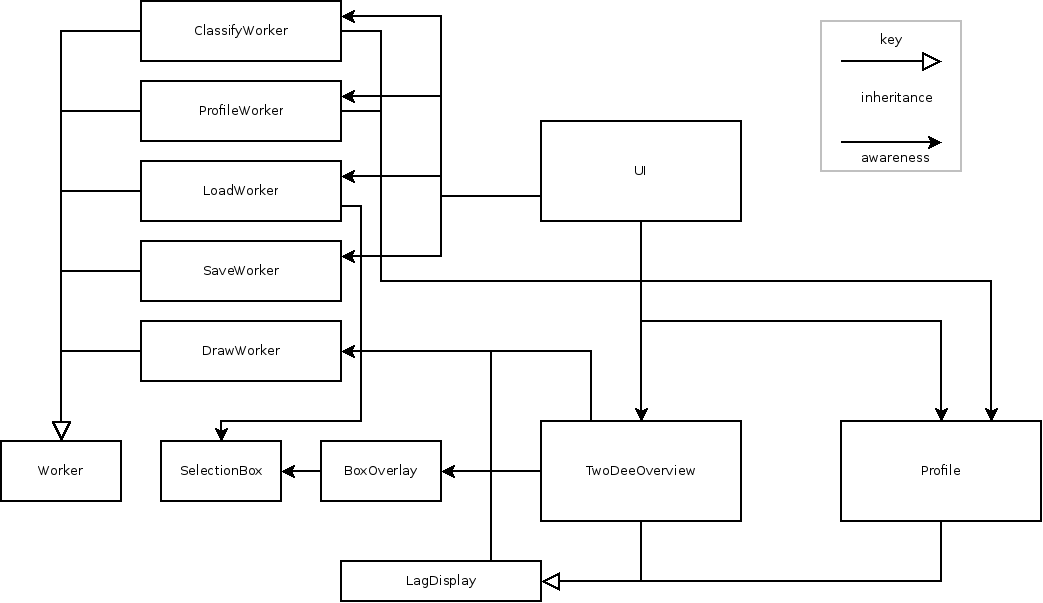 ClassifyWorker
key
inheritance
awareness
ProfileWorker
UI
LoadWorker
SaveWorker
DrawWorker
Worker
SelectionBox
BoxOverlay
TwoDeeOverview
Profile
LagDisplay